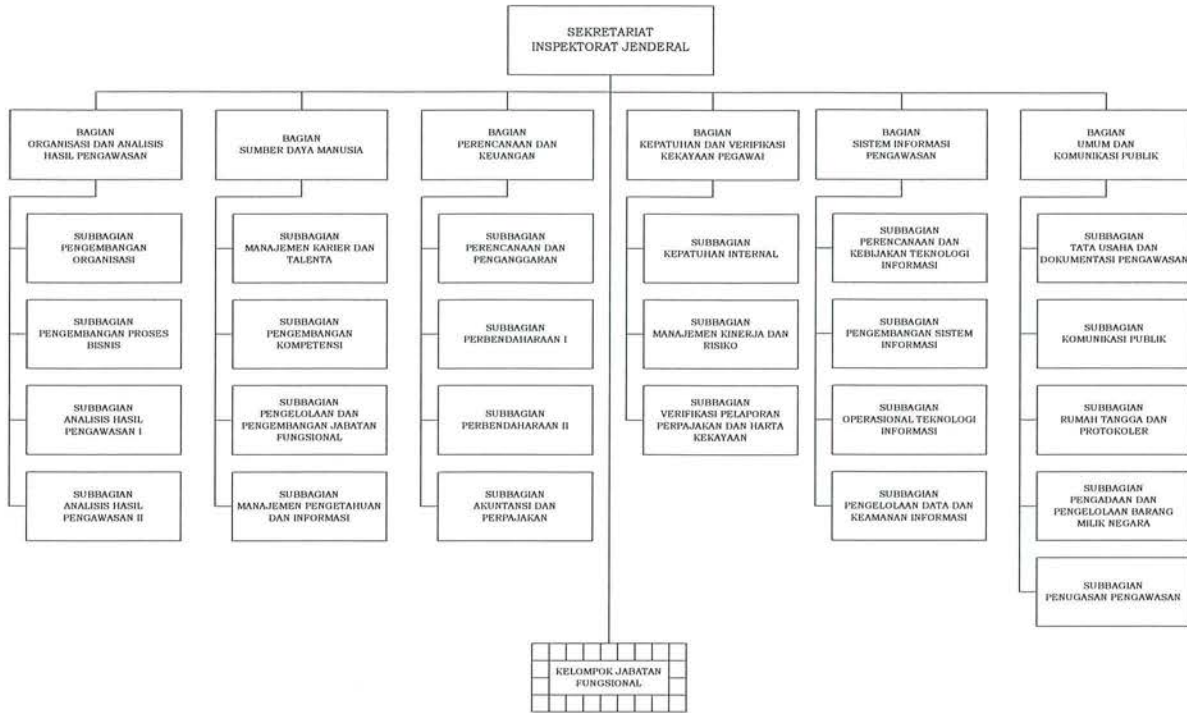 SEKRETARIAT
INSPEKTORAT JENDERAL
BAGIAN
ORGANISASI DAN ANALISIS
HASIL PENGAWASAN
SUBBAGIAN
PENGEMBANGAN
ORGANISASI
SUBBAGIAN
PENGEMBANGAN PROSES
BISNIS
SUBBAGIAN
ANALISIS HASIL
PENGAWASAN I
SUBBAGIAN
ANALISIS HASIL
PENGAWASAN II
BAGIAN
SUMBER DAYA MANUSIA
SUBBAGIAN
MANAJEMEN KARIER DAN
TALENTA
SUBBAGIAN
PENGEMBANGAN
KOMPETENSI
SUBBAGIAN
PENGELOLAAN DAN
PENGEMBANGAN JABATAN
FUNGSIONAL
SUBBAGIAN
MANAJEMEN PENGETAHUAN
DAN INFORMASI
BAGIAN
PERENCANAAN DAN
KEUANGAN
SUBBAGIAN
PERENCANAAN DAN
PENGANGGARAN
SUBBAGIAN
PERBENDAHARAAN I
SUBBAGIAN
PERBENDAHARAAN II
SUBBAGIAN
AKUNTANSI DAN
PERPAJAKAN
BAGIAN
KEPATUHAN DAN VERIFIKASI
KEKAYAAN PEGAWAI
SUBBAGIAN
KEPATUHAN INTERNAL
SUBBAGIAN
MANAJEMEN KINERJA DAN
RISIKO
SUBBAGIAN
VERIFIKASI PELAPORAN
PERPAJAKAN DAN HARTA
KEKAYAAN
BAGIAN
SISTEM INFORMASI
PENGAWASAN
SUBBAGIAN
PERENCANAAN DAN
KEBIJAKAN TEKNOLOGI
INFORMASI
SUBBAGIAN
PENGEMBANGAN SISTEM
INFORMASI
SUBBAGIAN
OPERASIONAL TEKNOLOGI
INFORMASI
SUBBAGIAN
PENGELOLAAN DATA DAN
KEAMANAN INFORMASI
BAGIAN
UMUM DAN
KOMUNIKASI PUBLIK
SUBBAGIAN
TATA USAHA DAN
DOKUMENTASI PENGAWASAN
SUBBAGIAN
KOMUNIKASI PUBLIK
SUBBAGIAN
RUMAH TANGGA DAN
PROTOKOLER
SUBBAGIAN
PENGADAAN DAN
PENGELOLAAN BARANG
MILIK NEGARA
SUBBAGIAN
PENUGASAN PENGAWASAN
KELOMPOK JABATAN
FUNGSIONAL